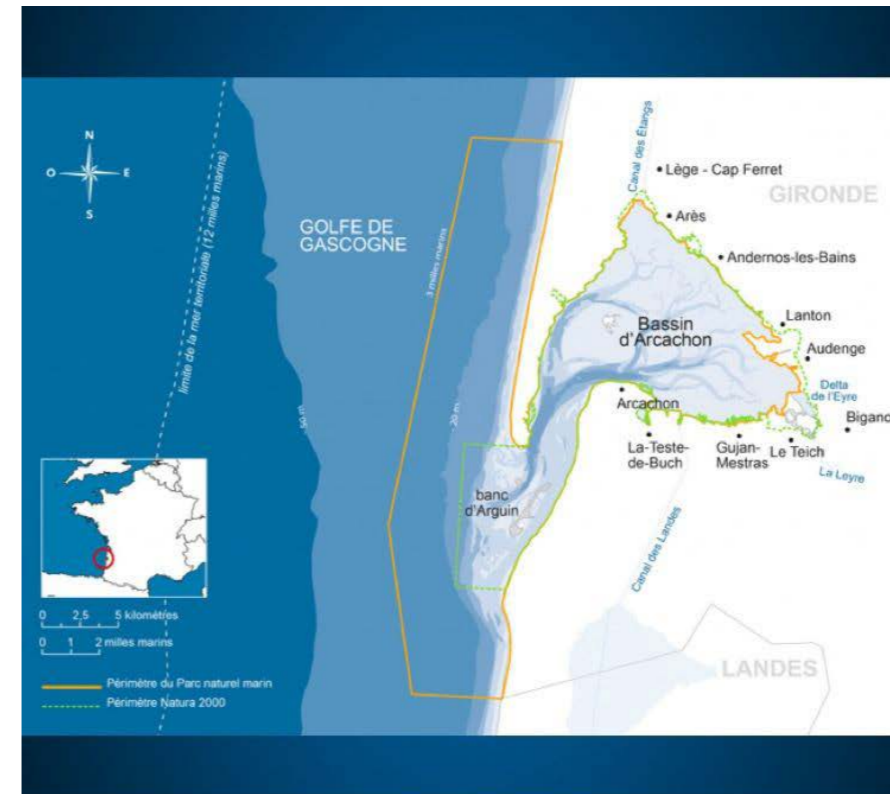 N
O
E
S
limite de la mer territoriale (12 milles marins)
GOLFE DE
GASCOGNE
3 milles marins
50 m.
20 m.
Canal des Étangs
Lège - Cap Ferret
GIRONDE
Arès
Andernos-les-Bains
Lanton
Bassin
d'Arcachon
Audenge
Delta
de l'Eyre
Arcachon
Bigano
La-Teste-
de-Buch
Gujan-
Mestras
Le Teich
La Leyre
banc
d'Arguin
Canal des Landes
LANDES
0 2,5 5 kilomètres
0 1 2 milles marins
Périmètre du Parc naturel marin
Périmètre Natura 2000